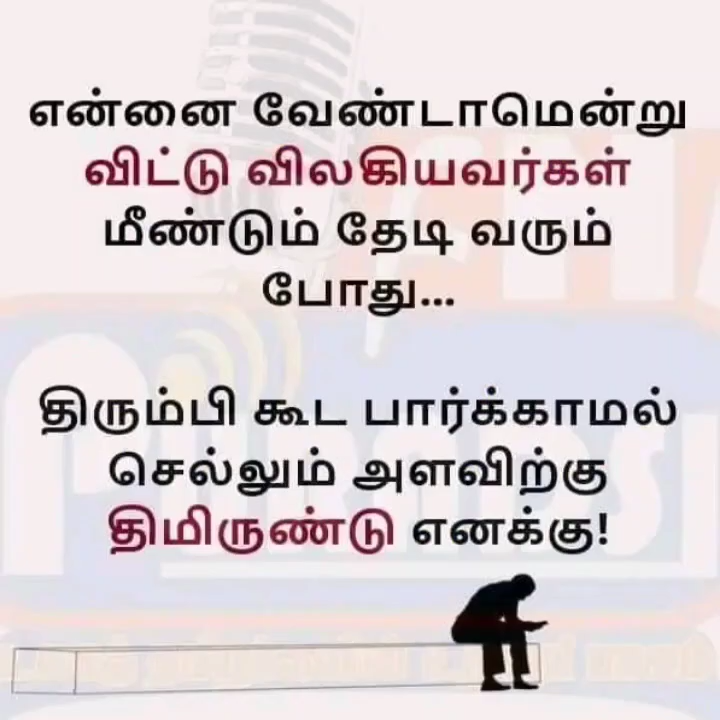 என்னை வேண்டாமென்று
விட்டு விலகியவர்கள்
மீண்டும் தேடி வரும்
போது...
திரும்பி கூட பார்க்காமல்
செல்லும் அளவிற்கு
திமிருண்டு எனக்கு!